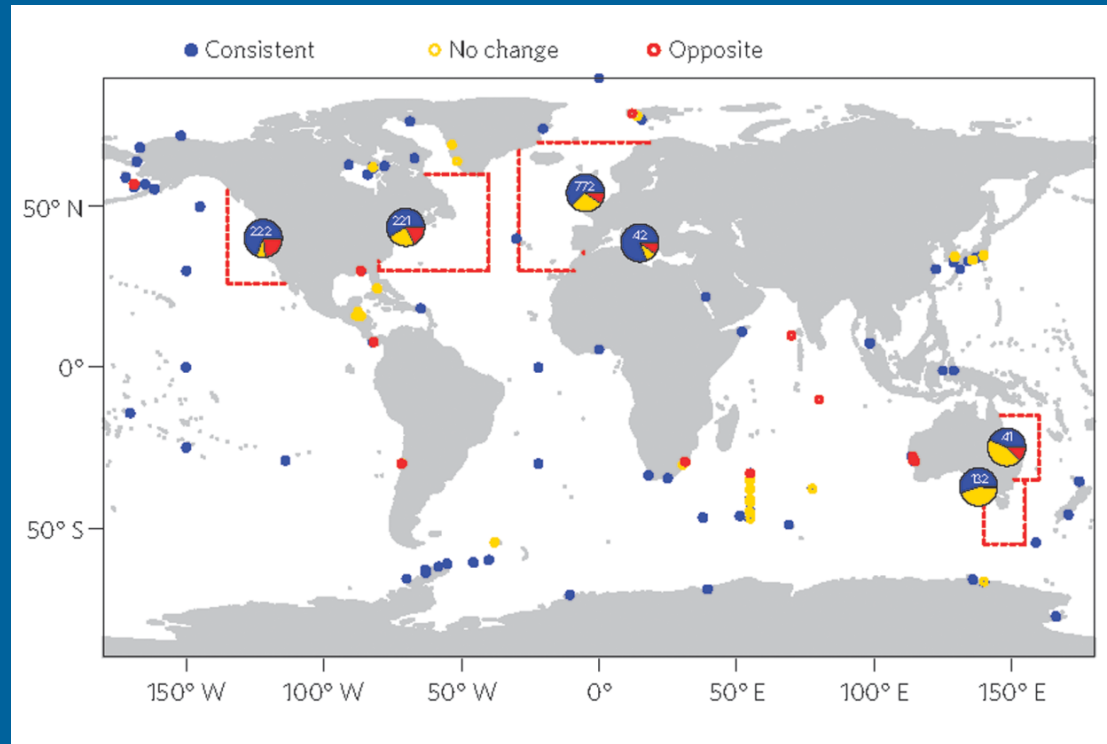 Consistent No change Opposite
50° N
772
222 221 42
0°
41
132
50° S
150° W 100° W 50° W 0° 50° E 100° E 150° E